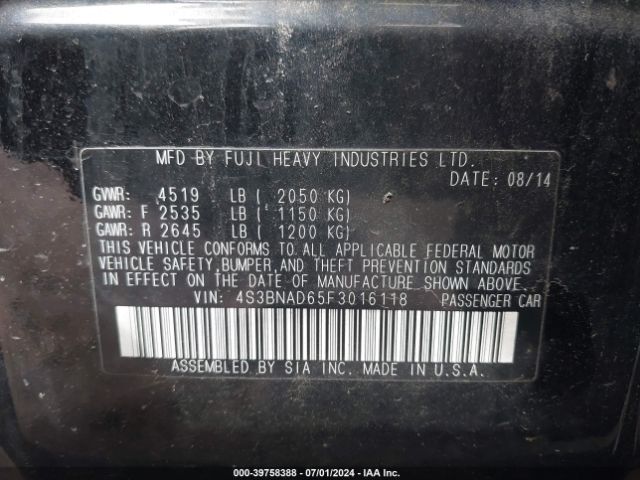 MFD BY FUJI HEAVY INDUSTRIES LTD.
DATE: 08/14
GVWR: 4519 LB ( 2050 KG)
GAWR: F 2535 LB ( 1150 KG)
GAWR: R 2645 LB ( 1200 KG)
THIS VEHICLE CONFORMS TO ALL APPLICABLE FEDERAL MOTOR
VEHICLE SAFETY,BUMPER,AND THEFT PREVENTION STANDARDS
IN EFFECT ON THE DATE OF MANUFACTURE SHOWN ABOVE.
VIN: 4S3BNAD65F3016118 PASSENGER CAR
ASSEMBLED BY SIA INC. MADE IN U.S.A.
000-39758388 - 07/01/2024 - IAA Inc.